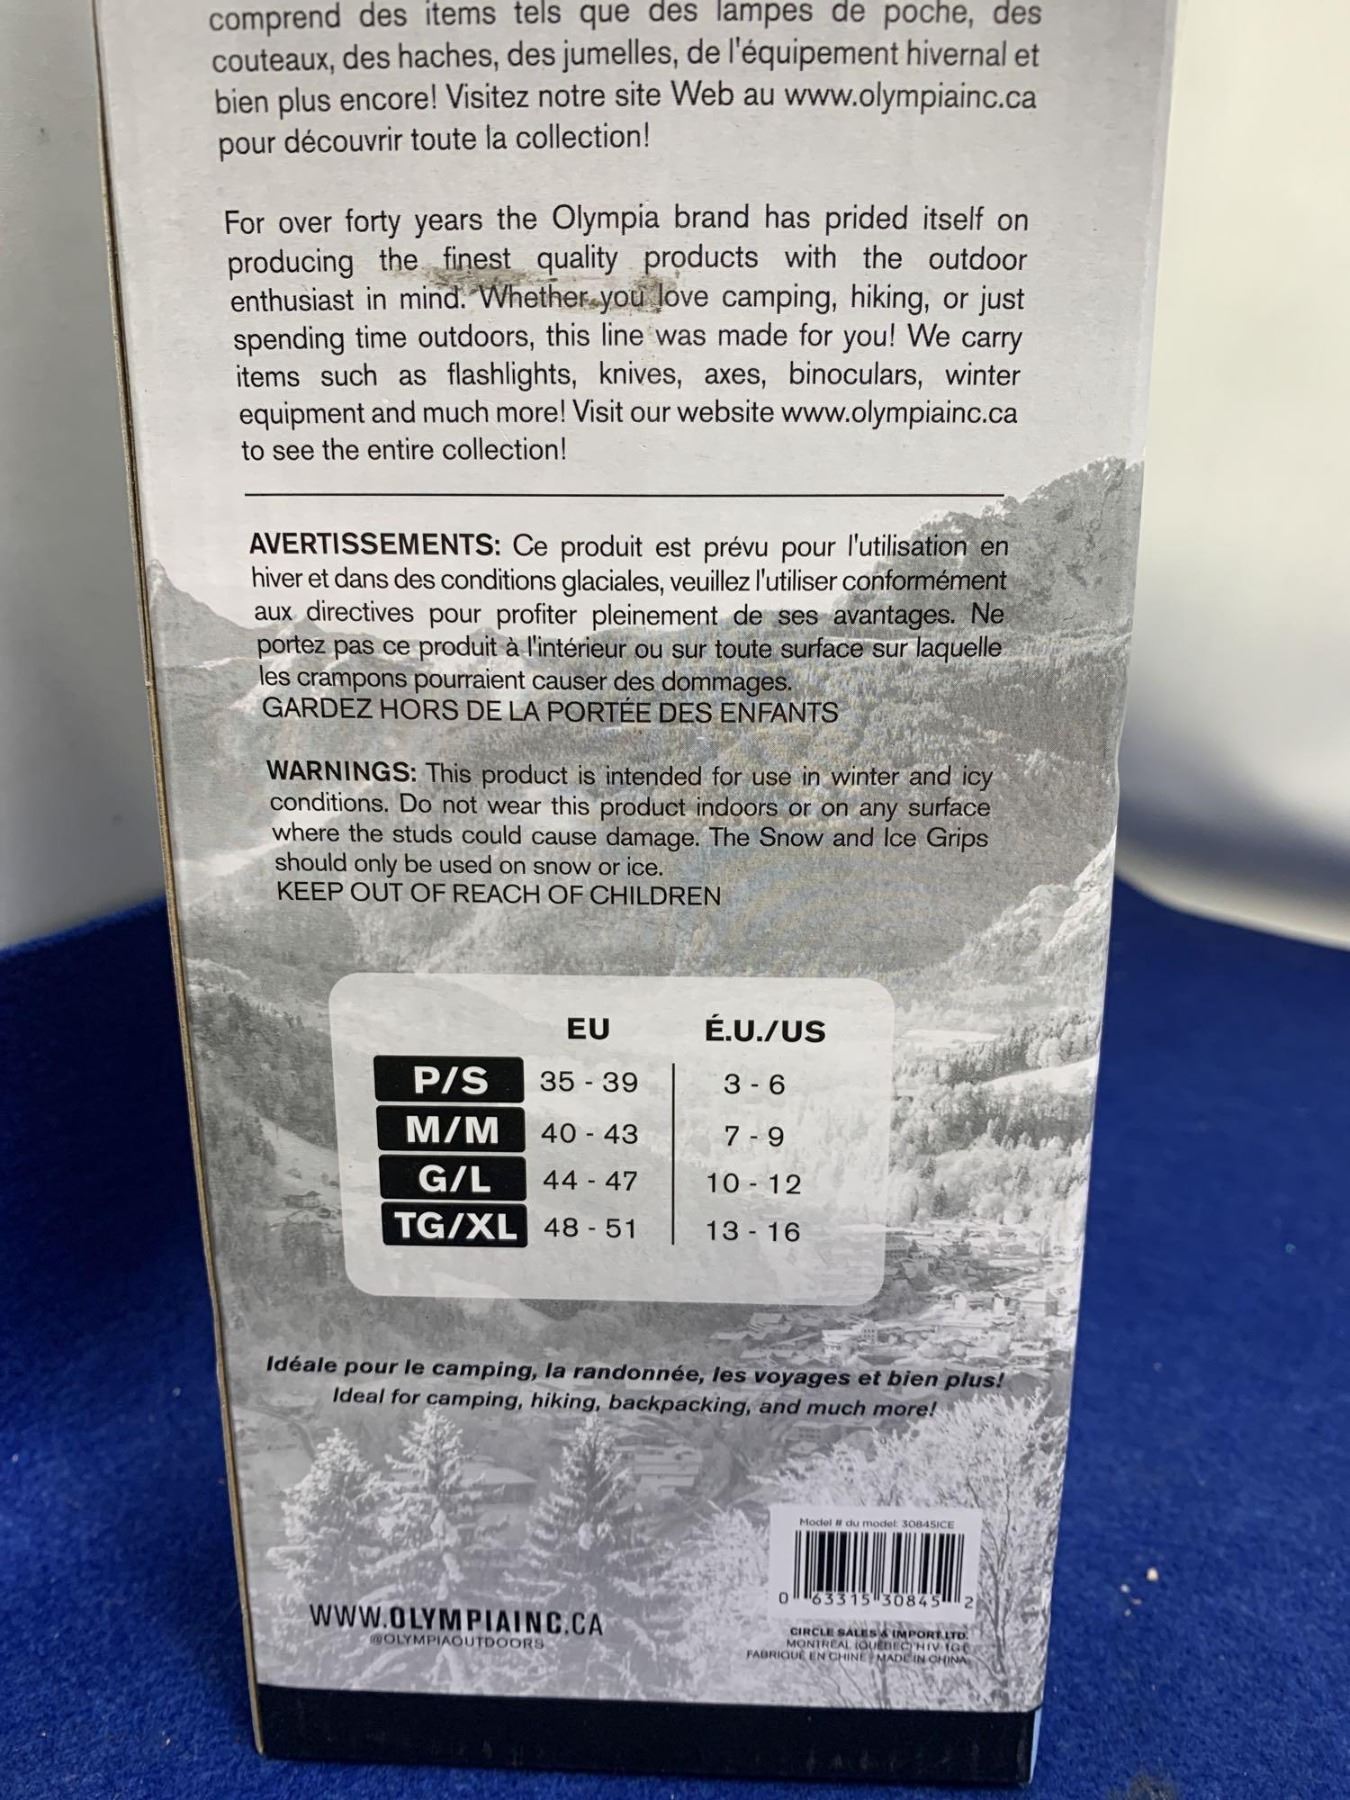 comprend des items tels que des lampes de poche, des
couteaux, des haches, des jumelles, de l'équipement hivernal et
bien plus encore! Visitez notre site Web au www.olympiainc.ca
pour découvrir toute la collection!
For over forty years the Olympia brand has prided itself on
producing the finest quality products with the outdoor
enthusiast in mind. Whether you love camping, hiking, or just
spending time outdoors, this line was made for you! We carry
items such as flashlights, knives, axes, binoculars, winter
equipment and much more! Visit our website www.olympiainc.ca
to see the entire collection!
AVERTISSEMENTS: Ce produit est prévu pour l'utilisation en
hiver et dans des conditions glaciales, veuillez l'utiliser conformément
aux directives pour profiter pleinement de ses avantages. Ne
portez pas ce produit à l'intérieur ou sur toute surface sur laquelle
les crampons pourraient causer des dommages.
GARDEZ HORS DE LA PORTÉE DES ENFANTS
WARNINGS: This product is intended for use in winter and icy
conditions. Do not wear this product indoors or on any surface
where the studs could cause damage. The Snow and Ice Grips
should only be used on snow or ice.
KEEP OUT OF REACH OF CHILDREN
EU É.U./US
P/S 35 - 39 3 - 6
M/M 40 - 43 7 - 9
G/L 44 - 47 10 - 12
TG/XL 48 - 51 13 - 16
Idéale pour le camping, la randonnée, les voyages et bien plus!
Ideal for camping, hiking, backpacking, and much more!
Model # du model: 30845ICE
0 63315 30845 2
WWW.OLYMPIAINC.CA
@OLYMPIAOUTDOORS
CIRCLE SALES & IMPORT LTD.
MONTREAL (QUEBEC) H1V
FABRIQUÉ EN CHINE / MADE IN CHINA